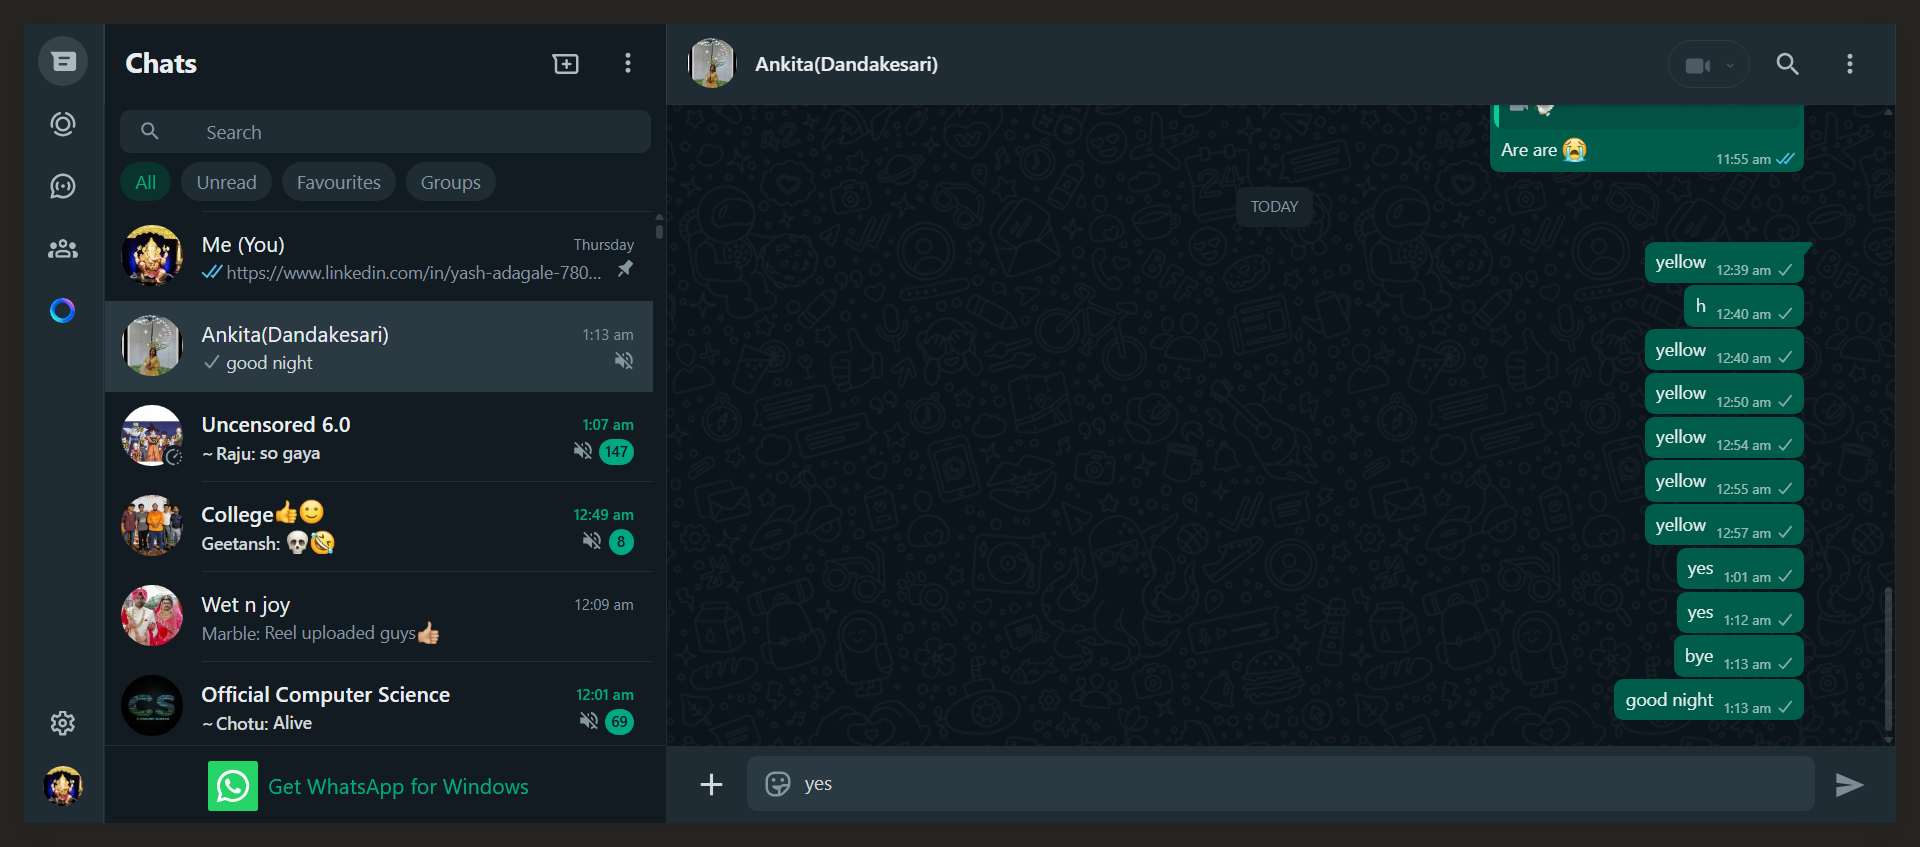 Chats
Search
All Unread Favourites Groups
Me (You) Thursday
https://www.linkedin.com/in/yash-adagale-780...
Ankita(Dandakesari) 1:13 am
good night
Uncensored 6.0 1:07 am
~ Raju: so gaya 147
College👍🙂 12:49 am
Geetansh: 💀🤣 8
Wet n joy 12:09 am
Marble: Reel uploaded guys👍🏼
Official Computer Science 12:01 am
~ Chotu: Alive 69
Get WhatsApp for Windows
Ankita(Dandakesari)
Are are 😭 11:55 am
TODAY
yellow 12:39 am
h 12:40 am
yellow 12:40 am
yellow 12:50 am
yellow 12:54 am
yellow 12:55 am
yellow 12:57 am
yes 1:01 am
yes 1:12 am
bye 1:13 am
good night 1:13 am
yes